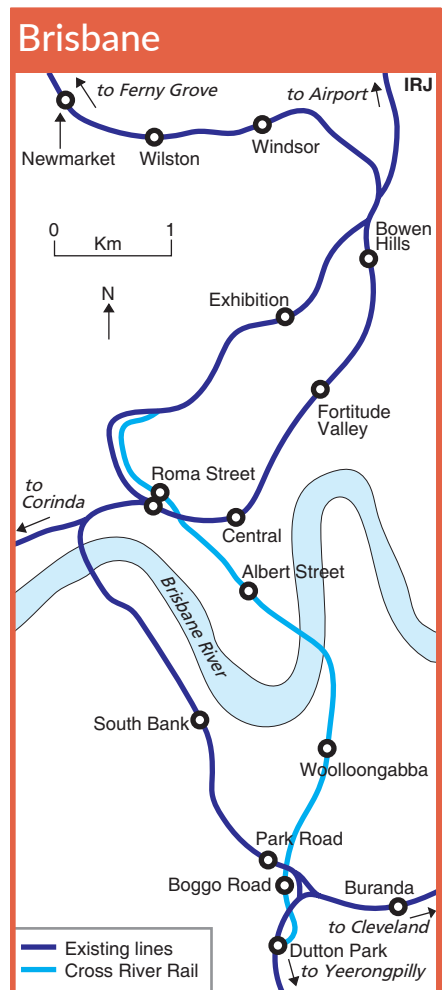 Brisbane
IRJ
to Ferny Grove
to Airport
Newmarket
Wilston
Windsor
0
1
Km
N
Bowen
Hills
Exhibition
Fortitude
Valley
Roma Street
to
Corinda
Central
Albert Street
Brisbane River
South Bank
Woolloongabba
Park Road
Boggo Road
Buranda
to Cleveland
Dutton Park
to Yeerongpilly
Existing lines
Cross River Rail